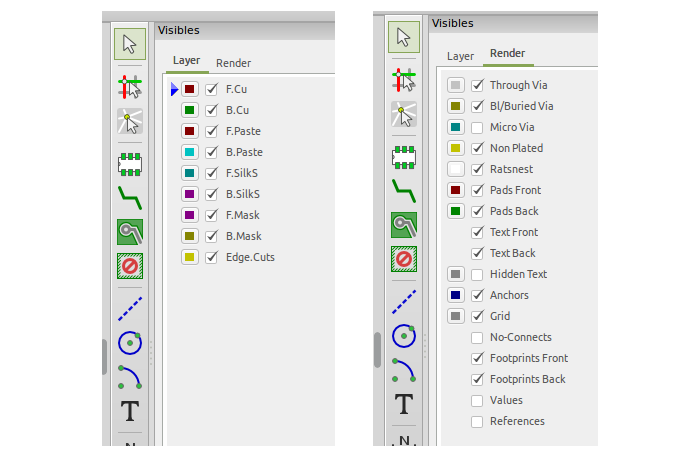 Visibles
Layer
Render
F.Cu
B.Cu
F.Paste
B.Paste
F.SilkS
B.SilkS
F.Mask
B.Mask
Edge.Cuts
T
N
Visibles
Layer
Render
Through Via
Bl/Buried Via
Micro Via
Non Plated
Ratsnest
Pads Front
Pads Back
Text Front
Text Back
Hidden Text
Anchors
Grid
No-Connects
Footprints Front
Footprints Back
Values
References
T
N